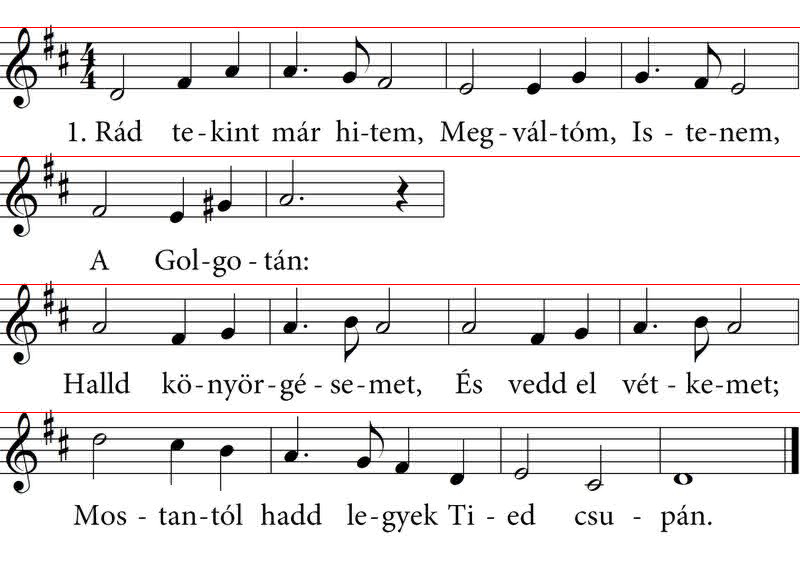 1. Rád te-kint már hi-tem, Meg-vál-tóm, Is-te-nem,
A Gol-go-tán:
Halld kö-nyör-gé-se-met, És vedd el vét-ke-met;
Mos-tan-tól hadd le-gyek Ti-ed csu-pán.